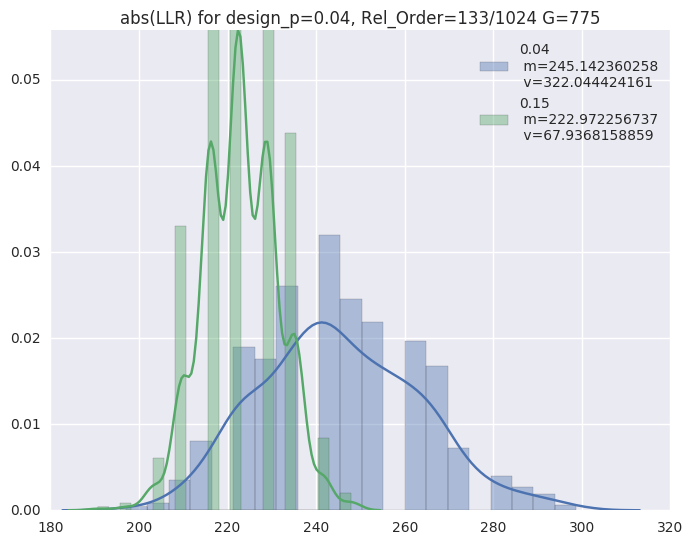 abs(LLR) for design_p=0.04, Rel_Order=133/1024 G=775
0.04
m=245.142360258
v=322.044424161
0.15
m=222.972256737
v=67.9368158859
0.05
0.04
0.03
0.02
0.01
0.00
180 200 220 240 260 280 300 320